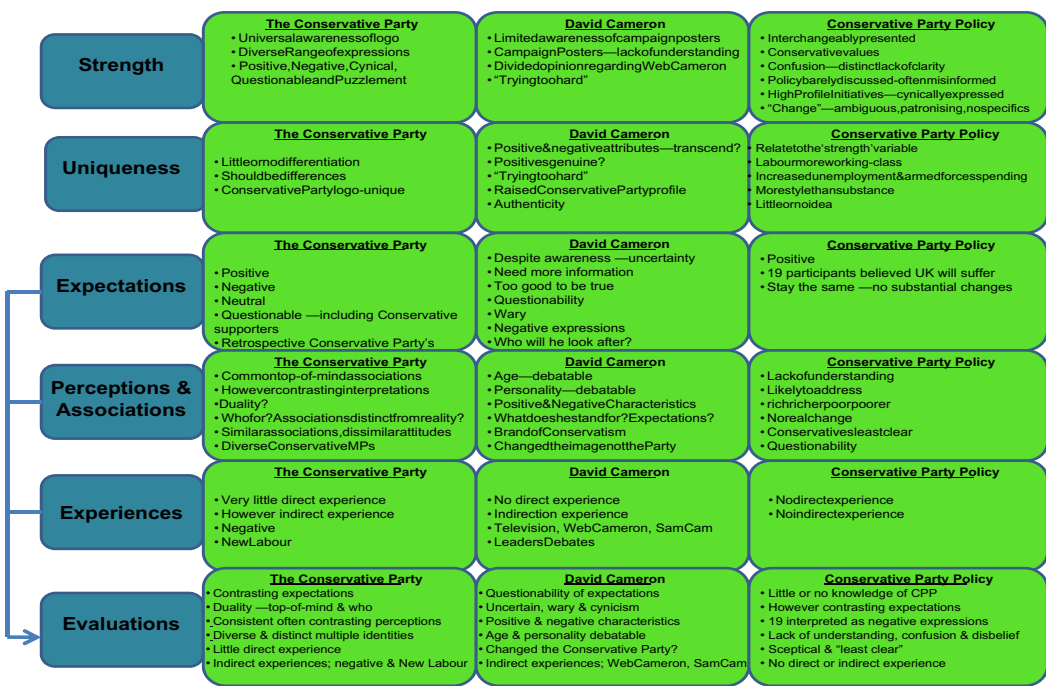 Strength
The Conservative Party
• Universalawarenessoflogo
• DiverseRangeofexpressions
• Positive,Negative,Cynical,
QuestionableandPuzzlement
David Cameron
• Limitedawarenessofcampaignposters
• CampaignPosters—lackofunderstanding
• DividedopinionregardingWebCameron
• “Tryingtoohard”
Conservative Party Policy
• Interchangeablypresented
• Conservativevalues
• Confusion—distinctlackofclarity
• Policybarelydiscussed-oftenmisinformed
• HighProfileInitiatives—cynicallyexpressed
• “Change”—ambiguous,patronising,nospecifics
Uniqueness
The Conservative Party
• Littleornodifferentiation
• Shouldbedifferences
• ConservativePartylogo-unique
David Cameron
• Positive&negativeattributes—transcend?
• Positivesgenuine?
• “Tryingtoohard”
• RaisedConservativePartyprofile
• Authenticity
Conservative Party Policy
• Relatetothe‘strength’variable
• Labourmoreworking-class
• Increasedunemployment&armedforcesspending
• Morestylethansubstance
• Littleornoidea
Expectations
The Conservative Party
• Positive
• Negative
• Neutral
• Questionable —including Conservative
supporters
• Retrospective Conservative Party’s
David Cameron
• Despite awareness —uncertainty
• Need more information
• Too good to be true
• Questionability
• Wary
• Negative expressions
• Who will he look after?
Conservative Party Policy
• Positive
• 19 participants believed UK will suffer
• Stay the same —no substantial changes
Perceptions &
Associations
The Conservative Party
• Commontop-of-mindassociations
• Howevercontrastinginterpretations
•Duality?
• Whofor?Associationsdistinctfromreality?
• Similarassociations,dissimilarattitudes
• DiverseConservativeMPs
David Cameron
• Age—debatable
• Personality—debatable
• Positive&NegativeCharacteristics
• Whatdoeshestandfor?Expectations?
• BrandofConservatism
• ChangedtheimagenottheParty
Conservative Party Policy
• Lackofunderstanding
• Likelytoaddress
• richricherpoorpoorer
• Norealchange
• Conservativesleastclear
• Questionability
Experiences
The Conservative Party
• Very little direct experience
• However indirect experience
• Negative
• NewLabour
David Cameron
• No direct experience
• Indirection experience
• Television, WebCameron, SamCam
• LeadersDebates
Conservative Party Policy
• Nodirectexperience
• Noindirectexperience
Evaluations
The Conservative Party
• Contrasting expectations
• Duality —top-of-mind & who
• Consistent often contrasting perceptions
• Diverse & distinct multiple identities
• Little direct experience
• Indirect experiences; negative & New Labour
David Cameron
• Questionability of expectations
• Uncertain, wary & cynicism
• Positive & negative characteristics
• Age & personality debatable
• Changed the Conservative Party?
• Indirect experiences; WebCameron, SamCam
Conservative Party Policy
• Little or no knowledge of CPP
• However contrasting expectations
• 19 interpreted as negative expressions
• Lack of understanding, confusion & disbelief
• Sceptical & “least clear”
• No direct or indirect experience